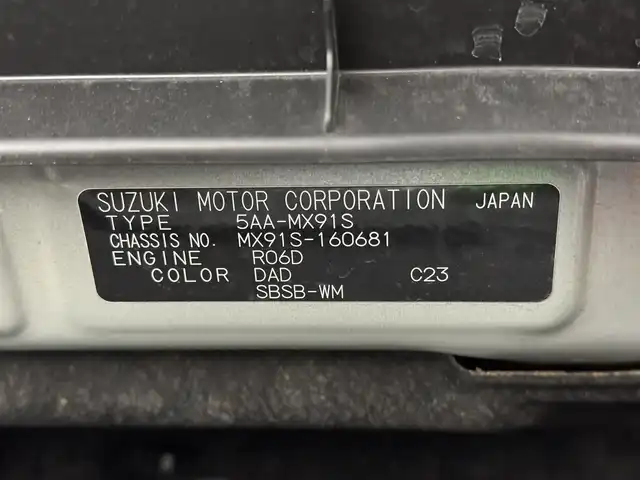 SUZUKI MOTOR CORPORATION JAPAN
TYPE 5AA-MX91S
CHASSIS NO. MX91S-160681
ENGINE R06D
COLOR DAD C23
SBSB-WM